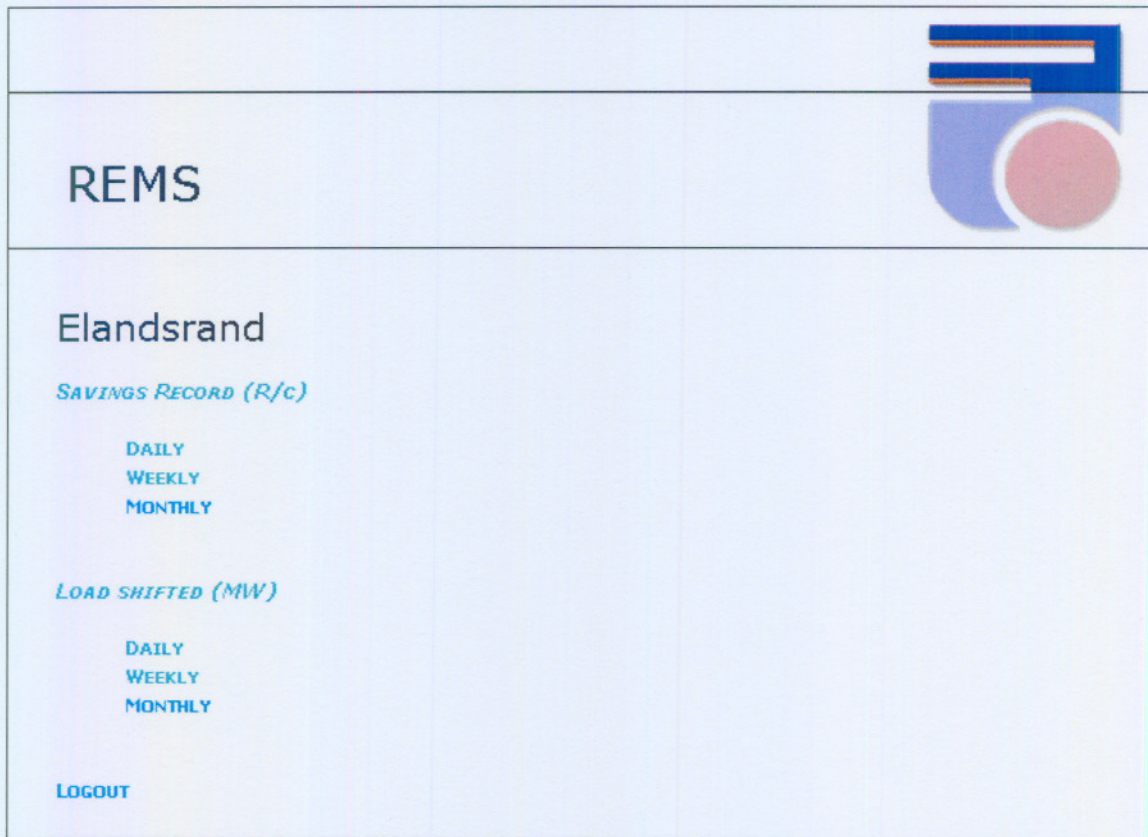 REMS
Elandsrand
SAVINGS RECORD (R/C)
DAILY
WEEKLY
MONTHLY
LOAD SHIFTED (MW)
DAILY
WEEKLY
MONTHLY
LOGOUT